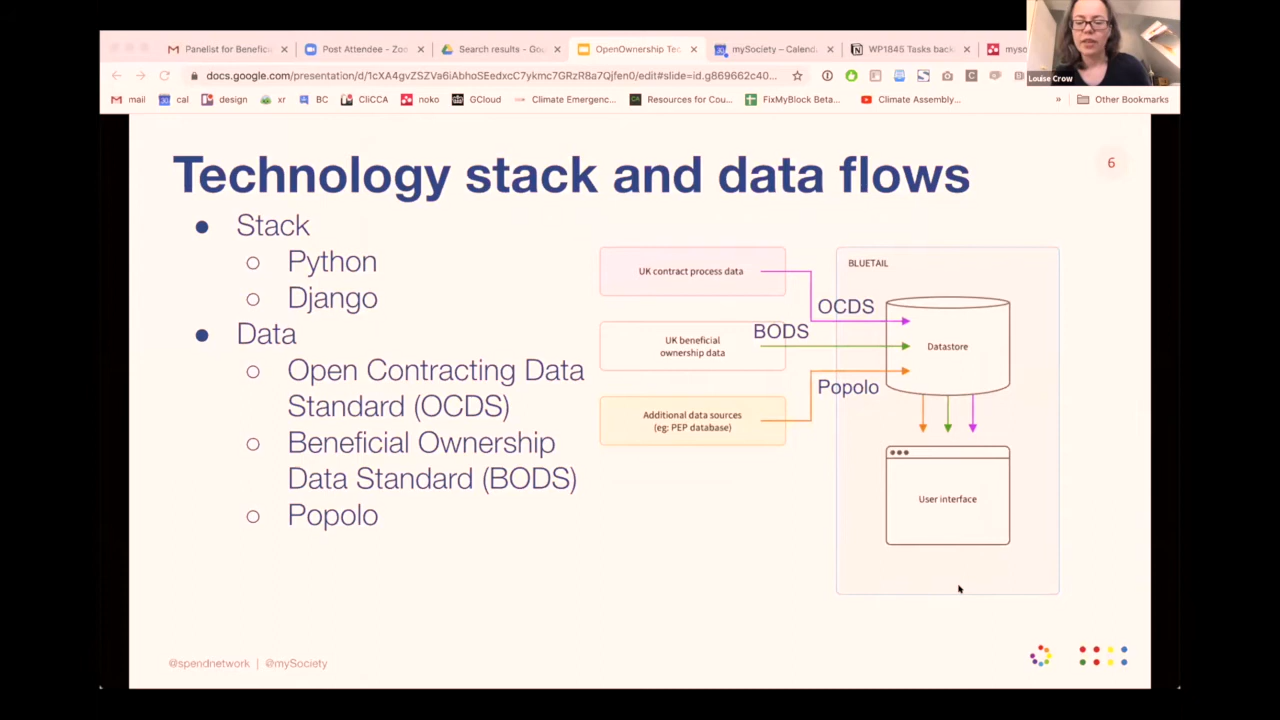 Panelist for Benefici
Post Attendee - Zoo
Search results - Goo
OpenOwnership Tec
mySociety – Calend
WP1845 Tasks back
myso
docs.google.com/presentation/d/1cXA4gvZSZVa6iAbhoSEedxcC7ykmc7GRzR8a7Qjfen0/edit#slide=id.g869662c40...
mail
cal
design
xr
BC
CliCCA
noko
GCloud
Climate Emergenc...
Resources for Cou...
FixMyBlock Beta...
Climate Assembly...
»
Other Bookmarks
Louise Crow
Technology stack and data flows
6
● Stack
○ Python
○ Django
● Data
○ Open Contracting Data
Standard (OCDS)
○ Beneficial Ownership
Data Standard (BODS)
○ Popolo
UK contract process data
UK beneficial
ownership data
Additional data sources
(eg: PEP database)
OCDS
BODS
Popolo
BLUETAIL
Datastore
User interface
@spendnetwork | @mySociety